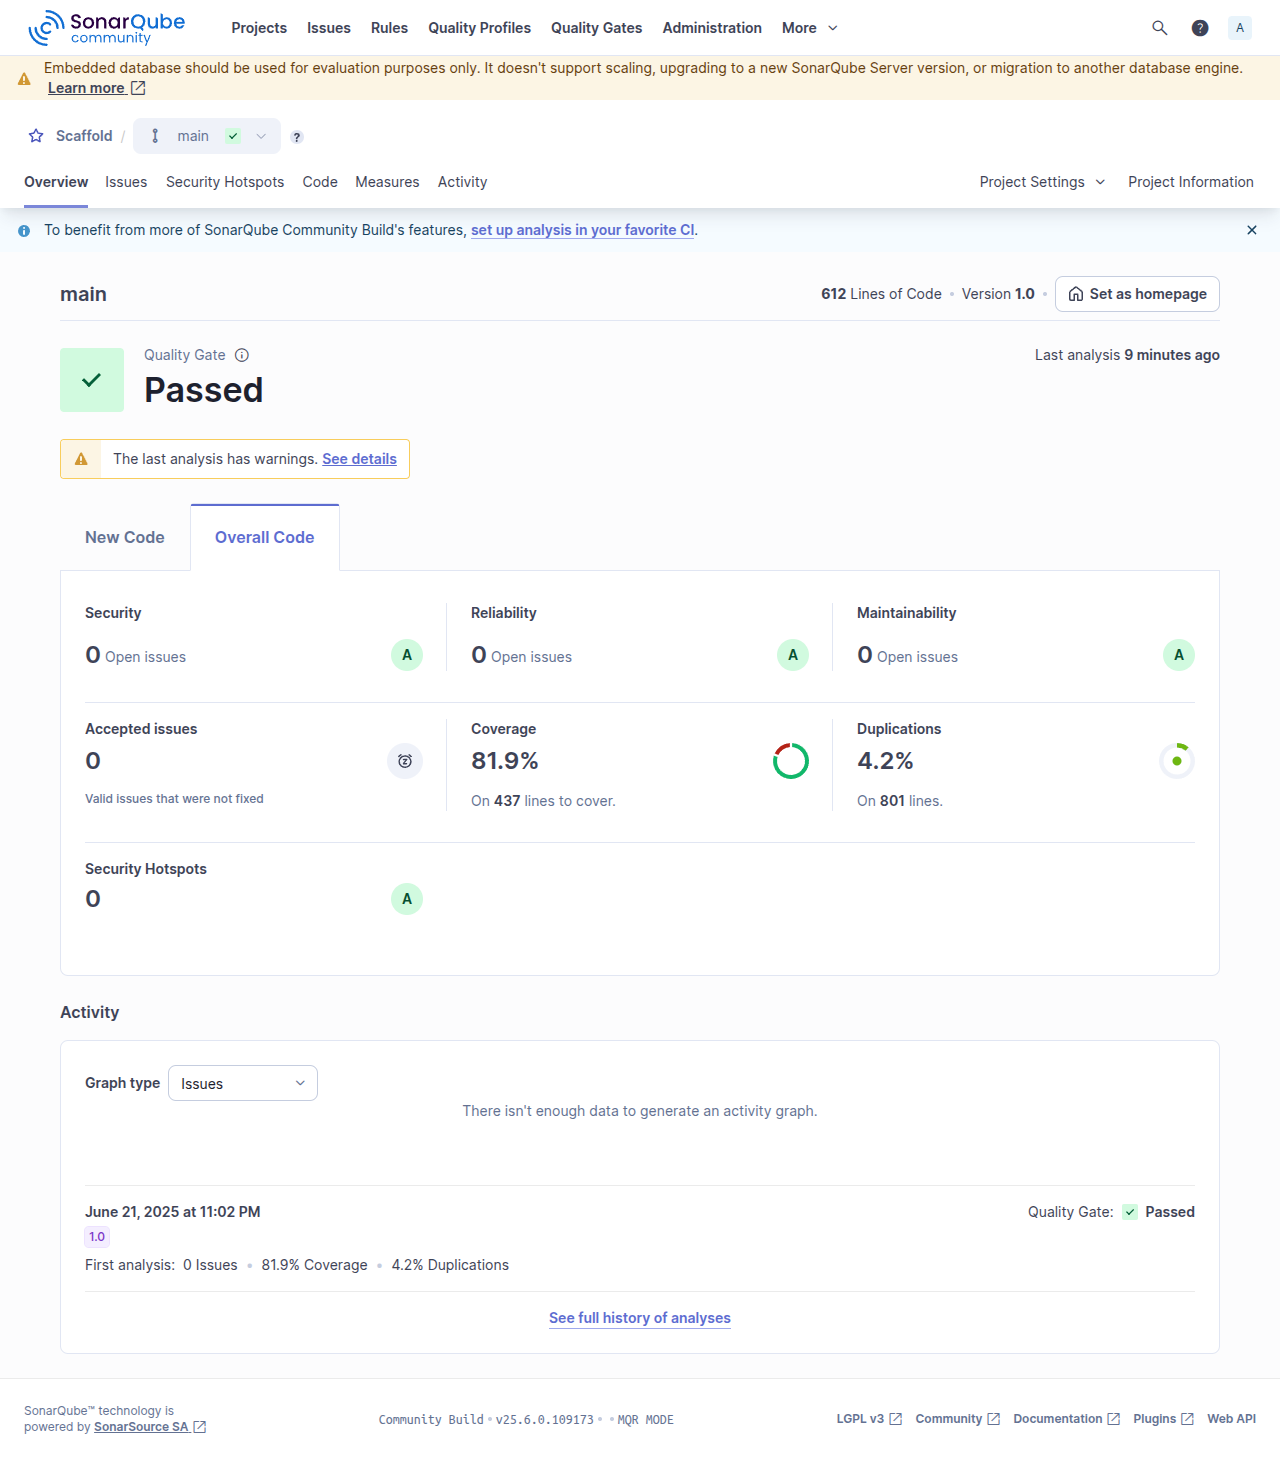 SonarQube community
Projects Issues Rules Quality Profiles Quality Gates Administration More ? A
Embedded database should be used for evaluation purposes only. It doesn't support scaling, upgrading to a new SonarQube Server version, or migration to another database engine.
Learn more
Scaffold / main ?
Overview Issues Security Hotspots Code Measures Activity Project Settings Project Information
To benefit from more of SonarQube Community Build's features, set up analysis in your favorite CI.
main 612 Lines of Code • Version 1.0 • Set as homepage
Quality Gate Last analysis 9 minutes ago
Passed
The last analysis has warnings. See details
New Code Overall Code
Security Reliability Maintainability
0 Open issues A 0 Open issues A 0 Open issues A
Accepted issues Coverage Duplications
0 81.9% 4.2%
Valid issues that were not fixed On 437 lines to cover. On 801 lines.
Security Hotspots
0 A
Activity
Graph type Issues
There isn't enough data to generate an activity graph.
June 21, 2025 at 11:02 PM Quality Gate: Passed
1.0
First analysis: 0 Issues • 81.9% Coverage • 4.2% Duplications
See full history of analyses
SonarQube™ technology is
powered by SonarSource SA
Community Build • v25.6.0.109173 • • MQR MODE
LGPL v3 Community Documentation Plugins Web API